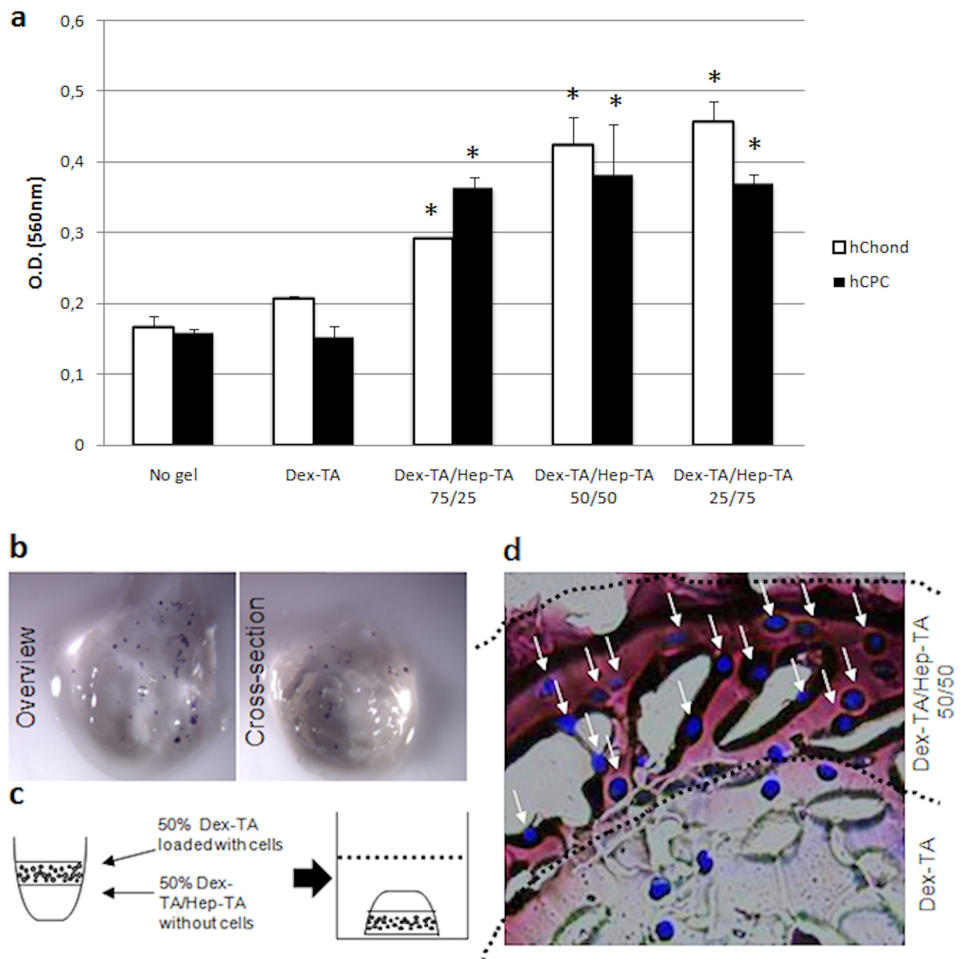 a
0,6
0,5
0,4
0,3
0,2
0,1
0
O.D. (560nm)
* * * * * *
No gel
Dex-TA
Dex-TA/Hep-TA
75/25
Dex-TA/Hep-TA
50/50
Dex-TA/Hep-TA
25/75
hChond
hCPC
b
Overview
Cross-section
c
50% Dex-TA
loaded with cells
50% Dex-
TA/Hep-TA
without cells
d
Dex-TA/Hep-TA
50/50
Dex-TA